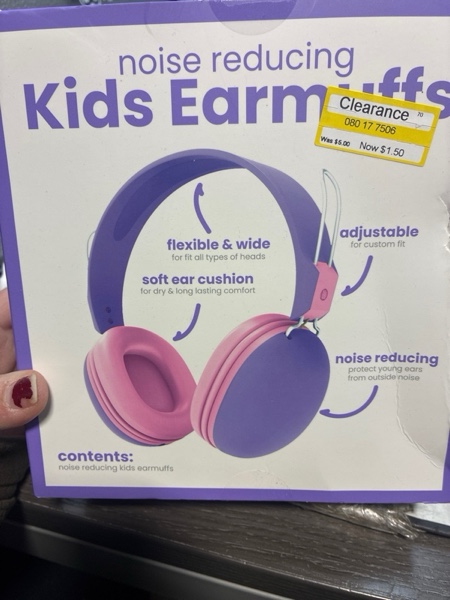 noise reducing
Kids Earmuffs
Clearance 70
080 17 7506
Was $5.00 Now $1.50
adjustable
for custom fit
flexible & wide
for fit all types of heads
soft ear cushion
for dry & long lasting comfort
noise reducing
protect young ears
from outside noise
contents:
noise reducing kids earmuffs